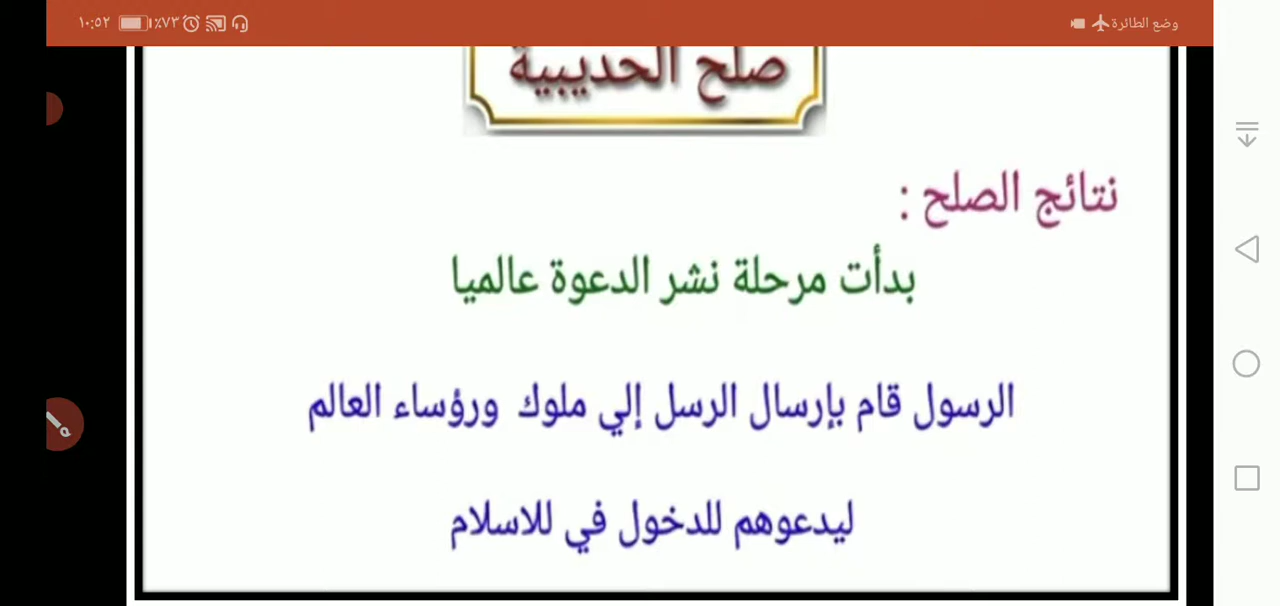 وضع الطائرة ١٠:٥٢ ٪٧٣
صلح الحديبية
نتائج الصلح :
بدأت مرحلة نشر الدعوة عالميا
الرسول قام بإرسال الرسل إلي ملوك ورؤساء العالم
ليدعوهم للدخول في للاسلام